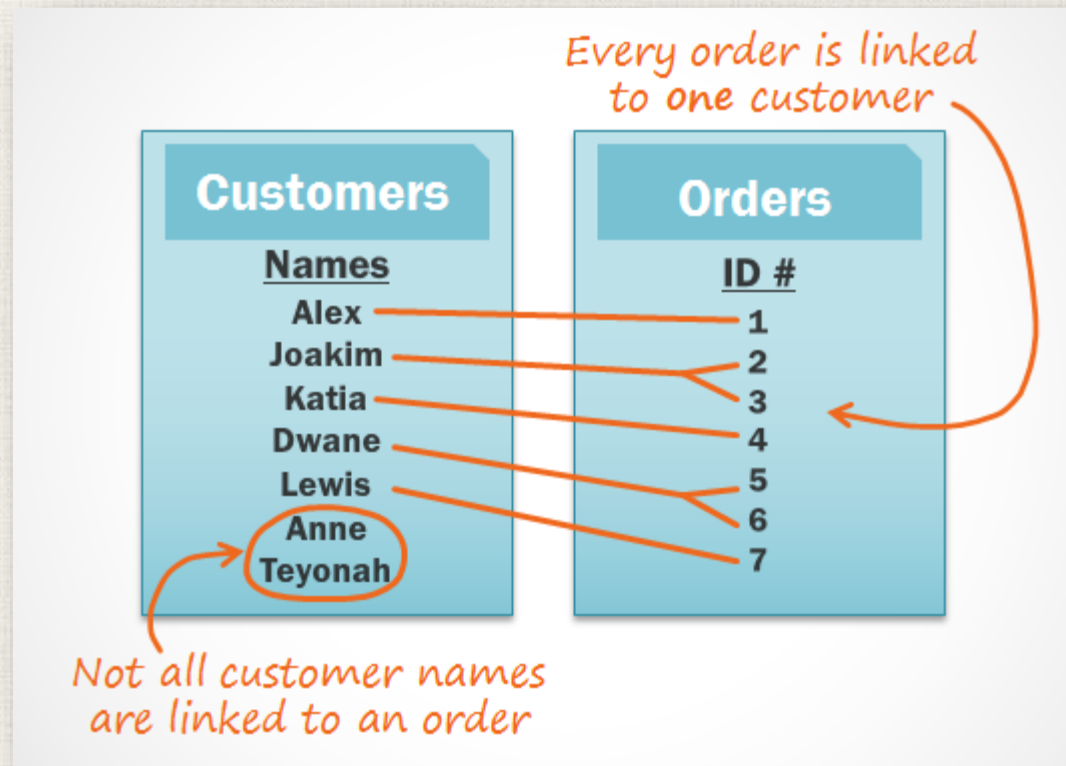 Every order is linked
to one customer
Customers
Names
Alex
Joakim
Katia
Dwane
Lewis
Anne
Teyonah
Orders
ID #
1
2
3
4
5
6
7
Not all customer names
are linked to an order